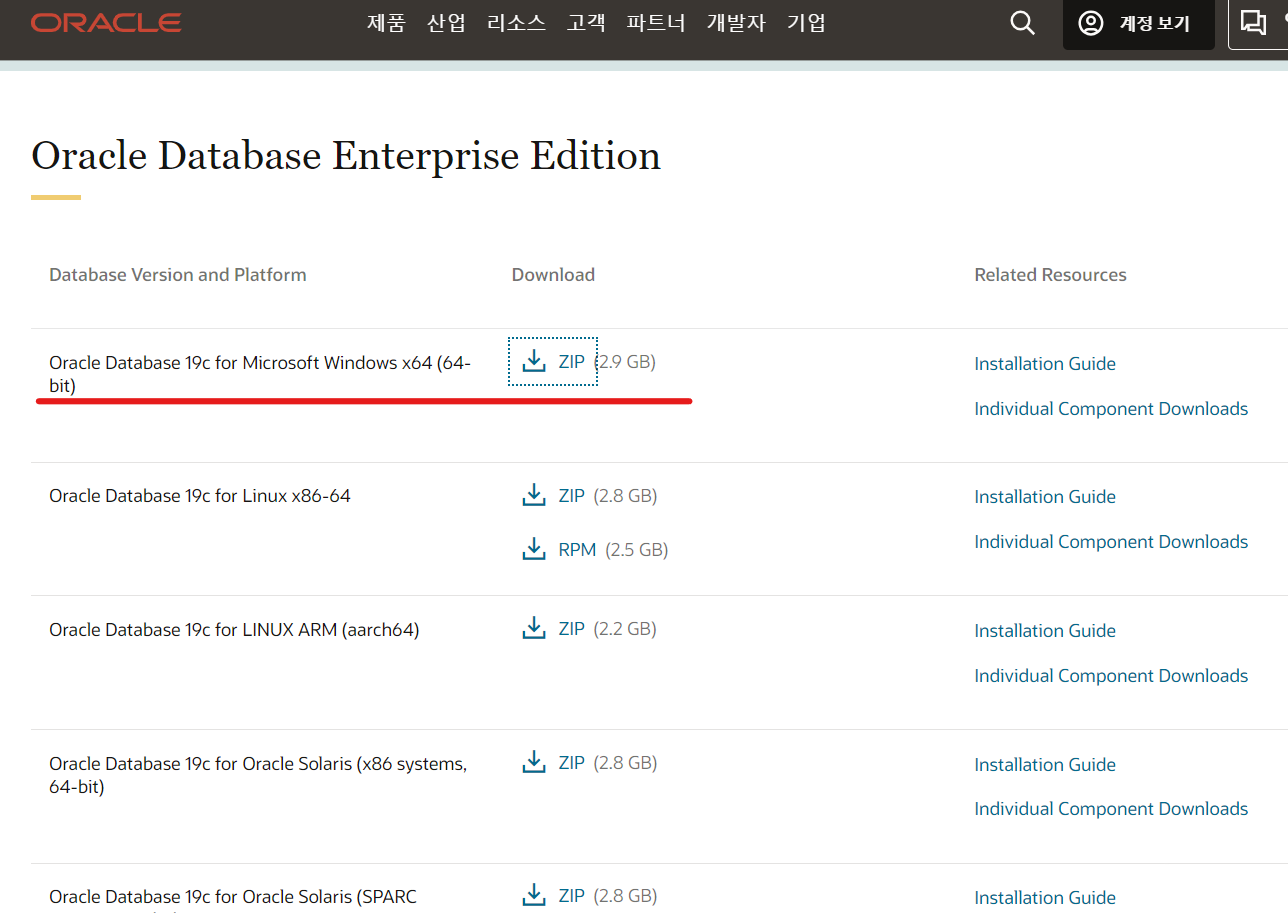 ORACLE 제품 산업 리소스 고객 파트너 개발자 기업 계정 보기
Oracle Database Enterprise Edition
Database Version and Platform Download Related Resources
Oracle Database 19c for Microsoft Windows x64 (64-
bit)
ZIP (2.9 GB)
Installation Guide
Individual Component Downloads
Oracle Database 19c for Linux x86-64
ZIP (2.8 GB)
RPM (2.5 GB)
Installation Guide
Individual Component Downloads
Oracle Database 19c for LINUX ARM (aarch64)
ZIP (2.2 GB)
Installation Guide
Individual Component Downloads
Oracle Database 19c for Oracle Solaris (x86 systems,
64-bit)
ZIP (2.8 GB)
Installation Guide
Individual Component Downloads
Oracle Database 19c for Oracle Solaris (SPARC
ZIP (2.8 GB)
Installation Guide